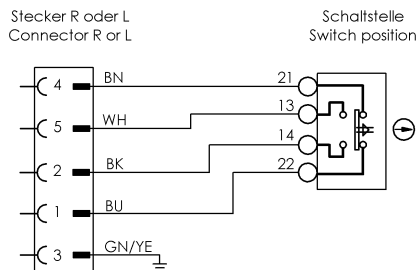 Stecker R oder L
Connector R or L
Schaltstelle
Switch position
4 BN 21
13
5 WH
14
2 BK
22
1 BU
3 GN/YE